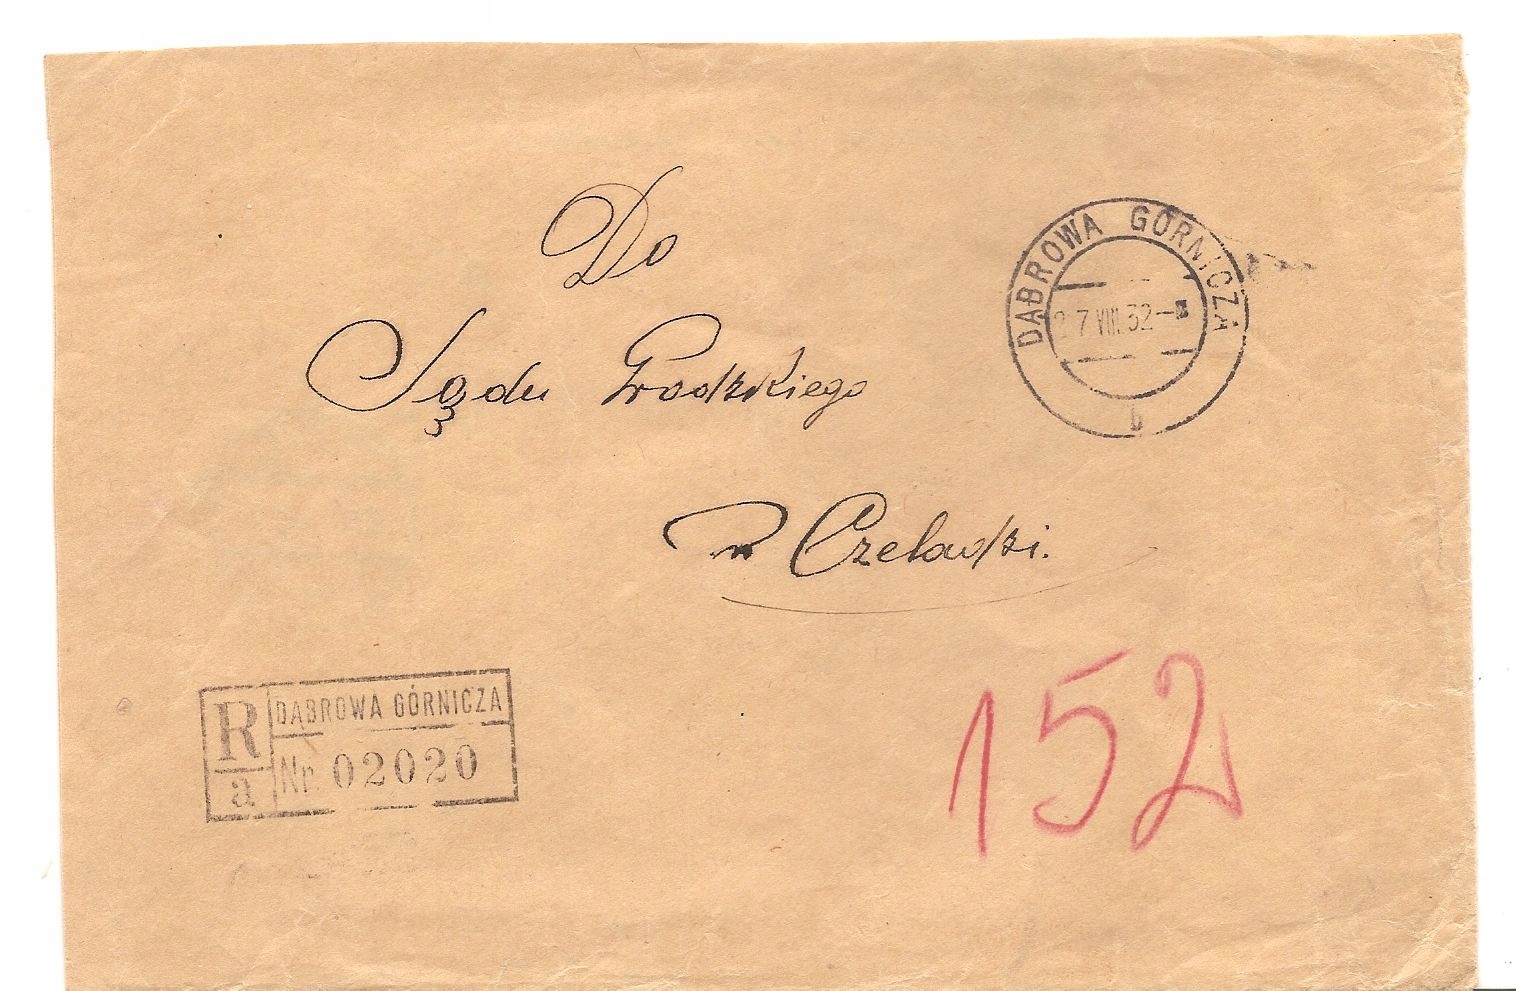 Do
Sądu Grodzkiego
w Czeladzi.
DĄBROWA GÓRNICZA
27 VIII.32
b
R
a
DĄBROWA GÓRNICZA
Nr. 02020
152